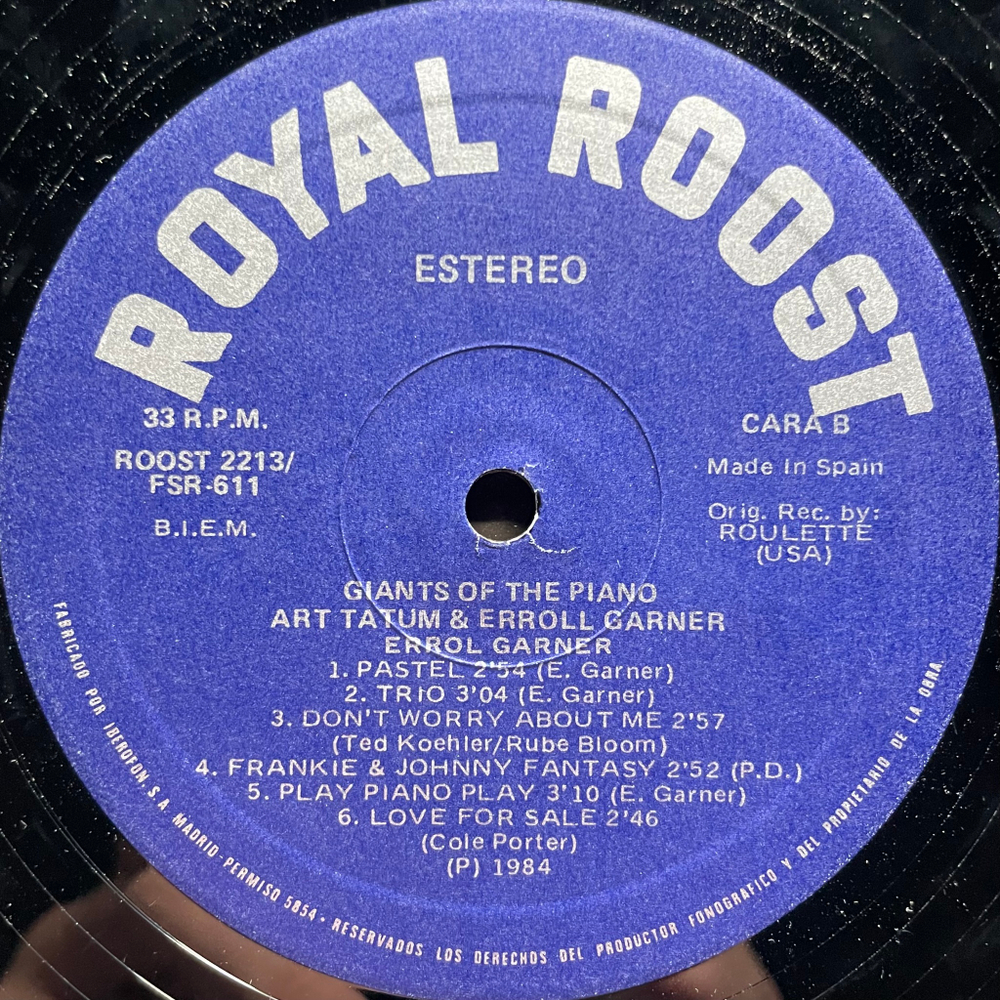 ROYAL ROOST
ESTEREO
33 R.P.M.
ROOST 2213/
FSR-611
B.I.E.M.
CARA B
Made In Spain
Orig. Rec. by:
ROULETTE
(USA)
GIANTS OF THE PIANO
ART TATUM & ERROLL GARNER
ERROL GARNER
1. PASTEL 2'54 (E. Garner)
2. TRIO 3'04 (E. Garner)
3. DON'T WORRY ABOUT ME 2'57
(Ted Koehler/Rube Bloom)
4. FRANKIE & JOHNNY FANTASY 2'52 (P.D.)
5. PLAY PIANO PLAY 3'10 (E. Garner)
6. LOVE FOR SALE 2'46
(Cole Porter)
(P) 1984
FABRICADO POR IBEROFON, S.A. MADRID - PERMISO 5854 • RESERVADOS LOS DERECHOS DEL PRODUCTOR FONOGRAFICO Y DEL PROPIETARIO DE LA OBRA.